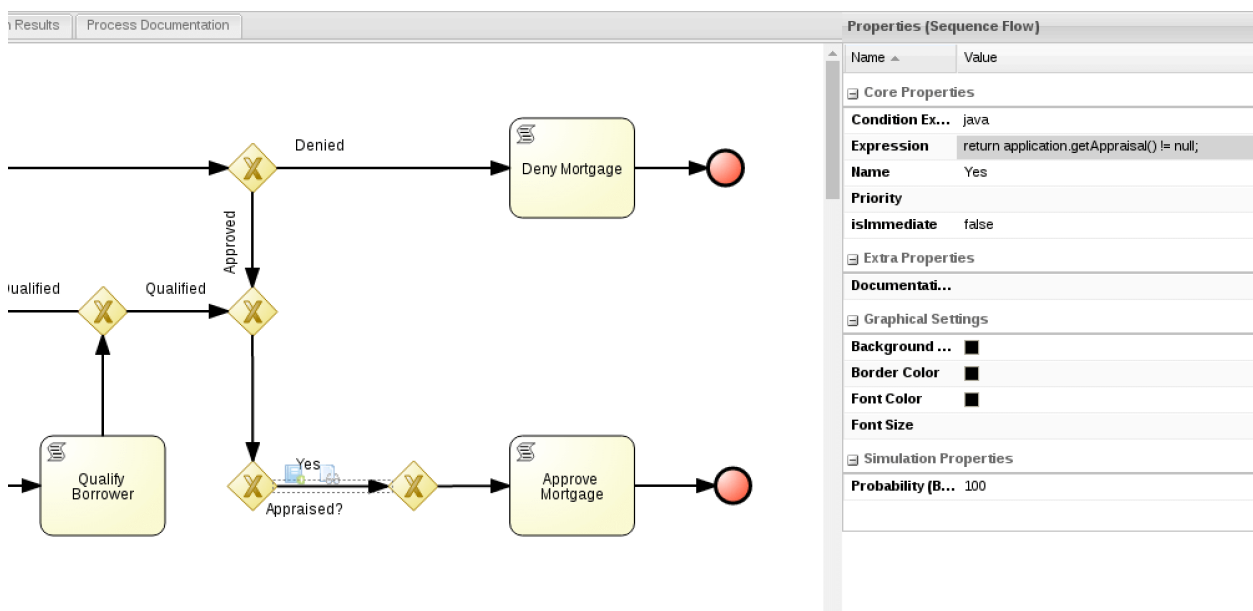 n Results
Process Documentation
Denied
Deny Mortgage
Approved
ualified
Qualified
Qualify
Borrower
Yes
Appraised?
Approve
Mortgage
Properties (Sequence Flow)
Name Value
Core Properties
Condition Ex... java
Expression return application.getAppraisal() != null;
Name Yes
Priority
isImmediate false
Extra Properties
Documentati...
Graphical Settings
Background ...
Border Color
Font Color
Font Size
Simulation Properties
Probability (B... 100